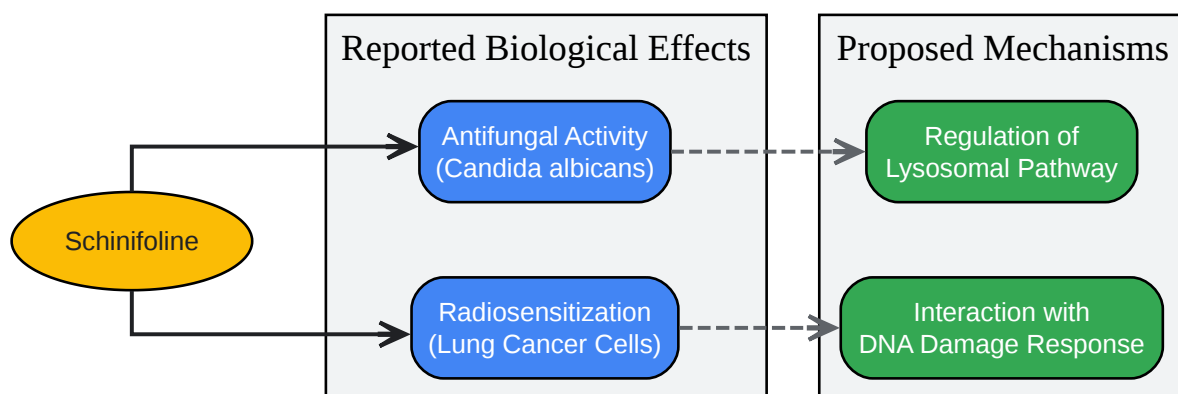 Reported Biological Effects
Proposed Mechanisms
Antifungal Activity
(Candida albicans)
Regulation of
Lysosomal Pathway
Schinifoline
Radiosensitization
(Lung Cancer Cells)
Interaction with
DNA Damage Response